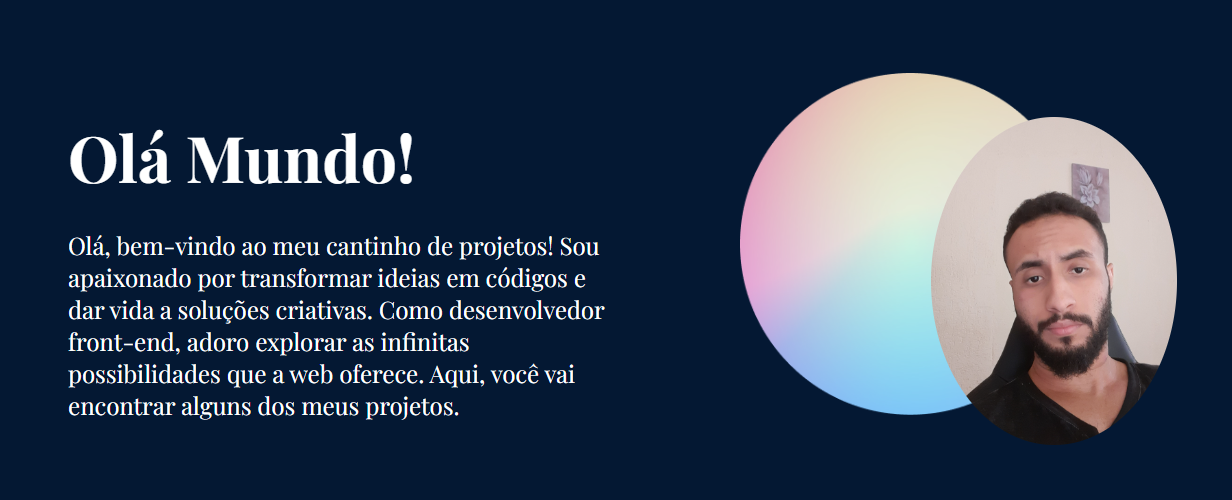 Olá Mundo!
Olá, bem-vindo ao meu cantinho de projetos! Sou
apaixonado por transformar ideias em códigos e
dar vida a soluções criativas. Como desenvolvedor
front-end, adoro explorar as infinitas
possibilidades que a web oferece. Aqui, você vai
encontrar alguns dos meus projetos.